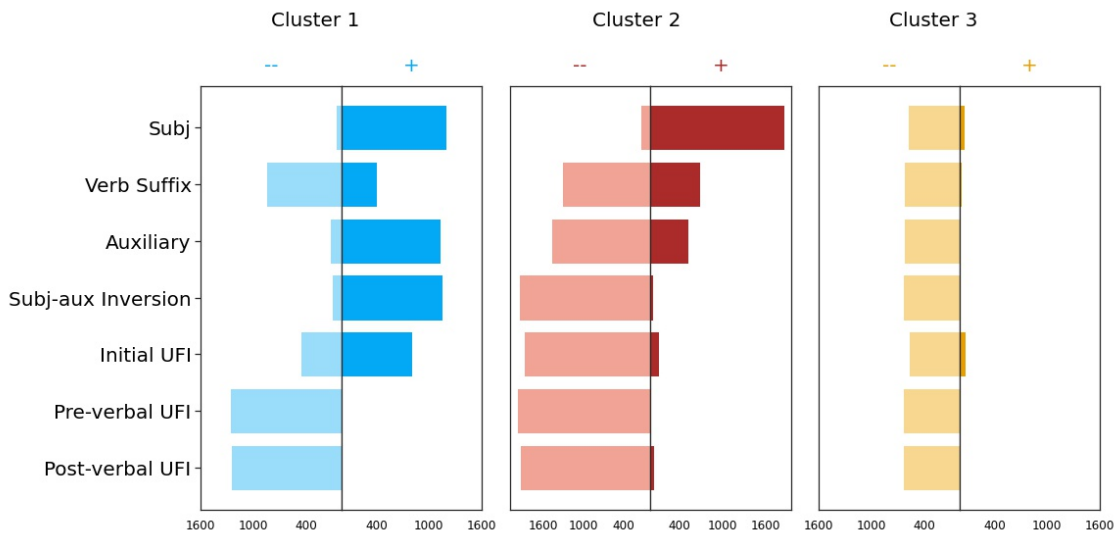 Cluster 1 Cluster 2 Cluster 3
-- + -- + -- +
Subj
Verb Suffix
Auxiliary
Subj-aux Inversion
Initial UFI
Pre-verbal UFI
Post-verbal UFI
1600 1000 400 400 1000 1600 1600 1000 400 400 1000 1600 1600 1000 400 400 1000 1600